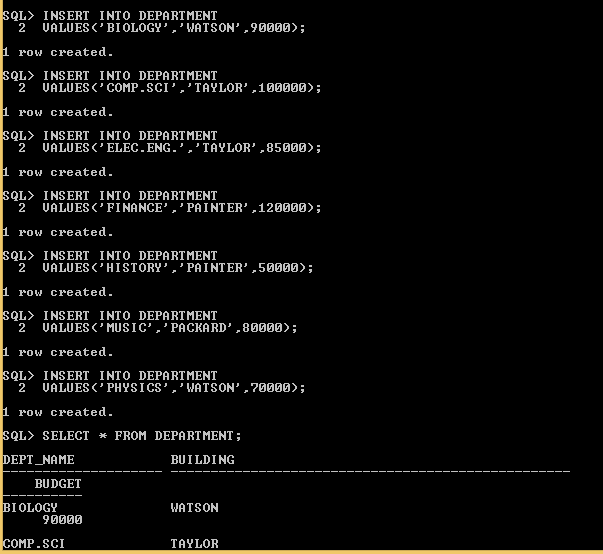 SQL> INSERT INTO DEPARTMENT
  2  VALUES('BIOLOGY','WATSON',90000);
1 row created.
SQL> INSERT INTO DEPARTMENT
  2  VALUES('COMP.SCI','TAYLOR',100000);
1 row created.
SQL> INSERT INTO DEPARTMENT
  2  VALUES('ELEC.ENG.','TAYLOR',85000);
1 row created.
SQL> INSERT INTO DEPARTMENT
  2  VALUES('FINANCE','PAINTER',120000);
1 row created.
SQL> INSERT INTO DEPARTMENT
  2  VALUES('HISTORY','PAINTER',50000);
1 row created.
SQL> INSERT INTO DEPARTMENT
  2  VALUES('MUSIC','PACKARD',80000);
1 row created.
SQL> INSERT INTO DEPARTMENT
  2  VALUES('PHYSICS','WATSON',70000);
1 row created.
SQL> SELECT * FROM DEPARTMENT;
DEPT_NAME            BUILDING
-------------------- --------------------------------------------------
    BUDGET
----------
BIOLOGY              WATSON
     90000
COMP.SCI             TAYLOR